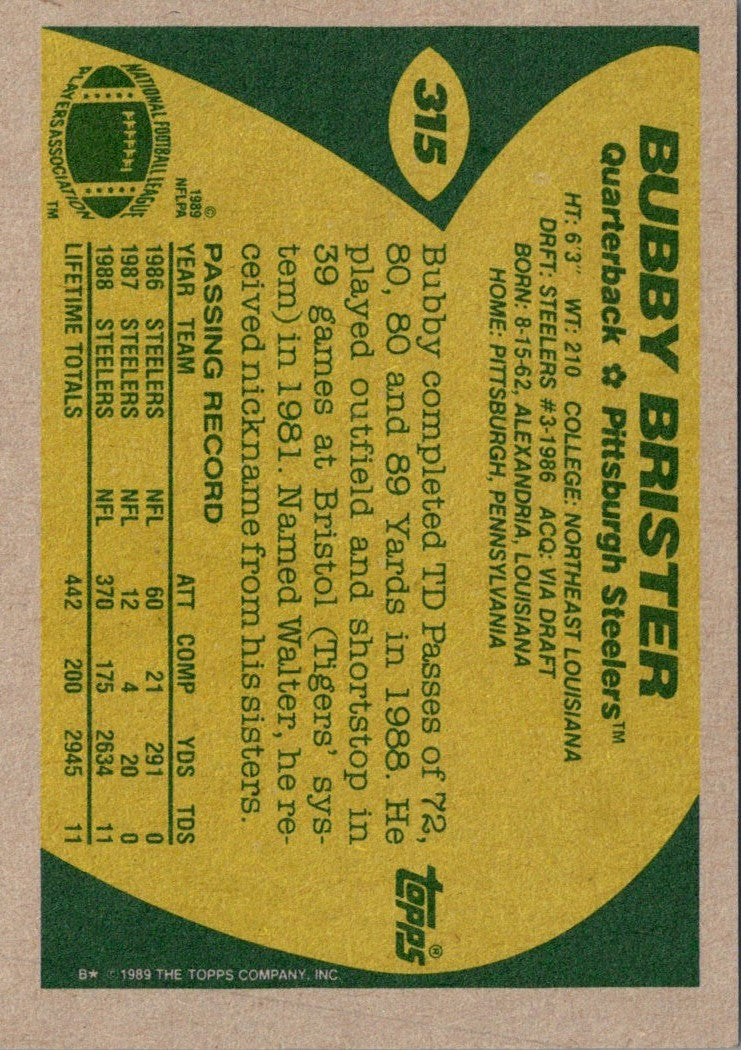 315
BUBBY BRISTER
Quarterback ✿ Pittsburgh Steelers™
HT: 6'3" WT: 210 COLLEGE: NORTHEAST LOUISIANA
DRFT: STEELERS #3-1986 ACQ: VIA DRAFT
BORN: 8-15-62, ALEXANDRIA, LOUISIANA
HOME: PITTSBURGH, PENNSYLVANIA
Bubby completed TD Passes of 72,
80, 80 and 89 Yards in 1988. He
played outfield and shortstop in
39 games at Bristol (Tigers' sys-
tem) in 1981. Named Walter, he re-
ceived nickname from his sisters.
PASSING RECORD
YEAR TEAM ATT COMP YDS TDS
1986 STEELERS NFL 60 21 291 0
1987 STEELERS NFL 12 4 20 0
1988 STEELERS NFL 370 175 2634 11
LIFETIME TOTALS 442 200 2945 11
NATIONAL FOOTBALL LEAGUE
PLAYERS ASSOCIATION
TM
©
1989
NFLPA
topps®
B★ © 1989 THE TOPPS COMPANY, INC.